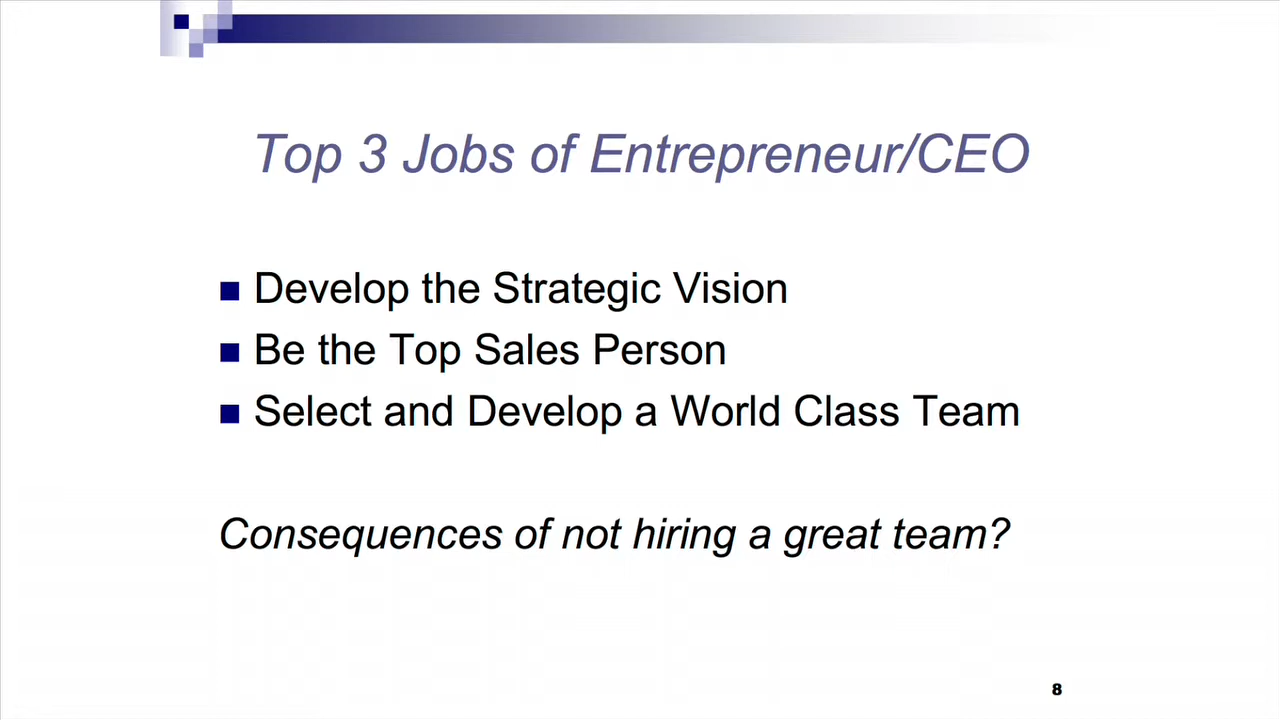 Top 3 Jobs of Entrepreneur/CEO
Develop the Strategic Vision
Be the Top Sales Person
Select and Develop a World Class Team
Consequences of not hiring a great team?
8